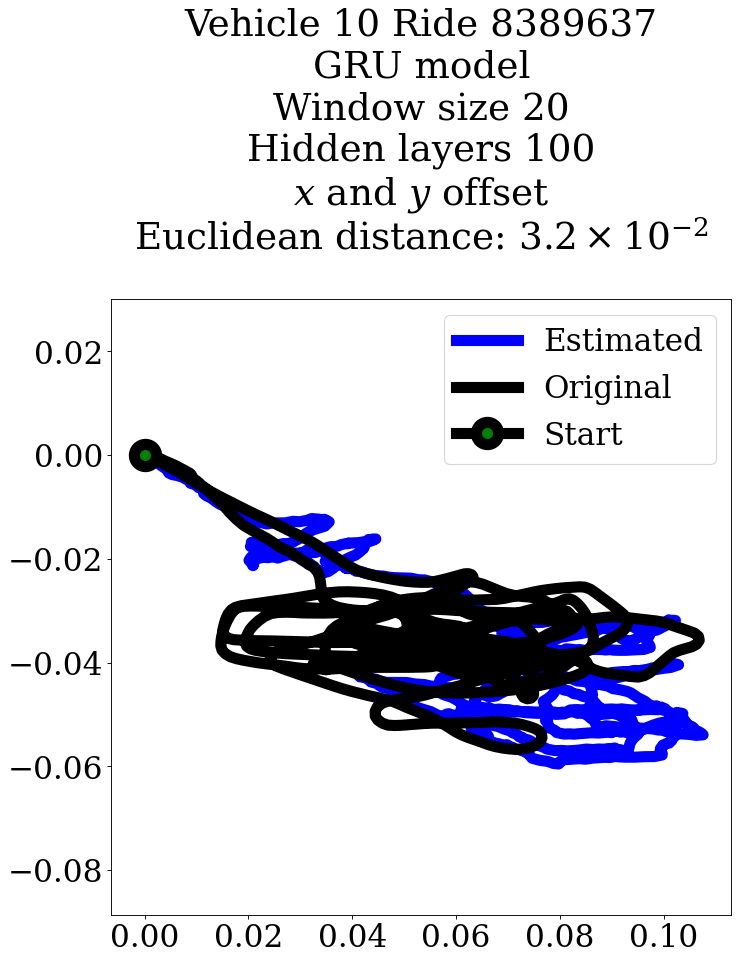 Vehicle 10 Ride 8389637
GRU model
Window size 20
Hidden layers 100
x and y offset
Euclidean distance: 3.2 × 10⁻²
Estimated
Original
Start
0.02
0.00
−0.02
−0.04
−0.06
−0.08
0.00 0.02 0.04 0.06 0.08 0.10